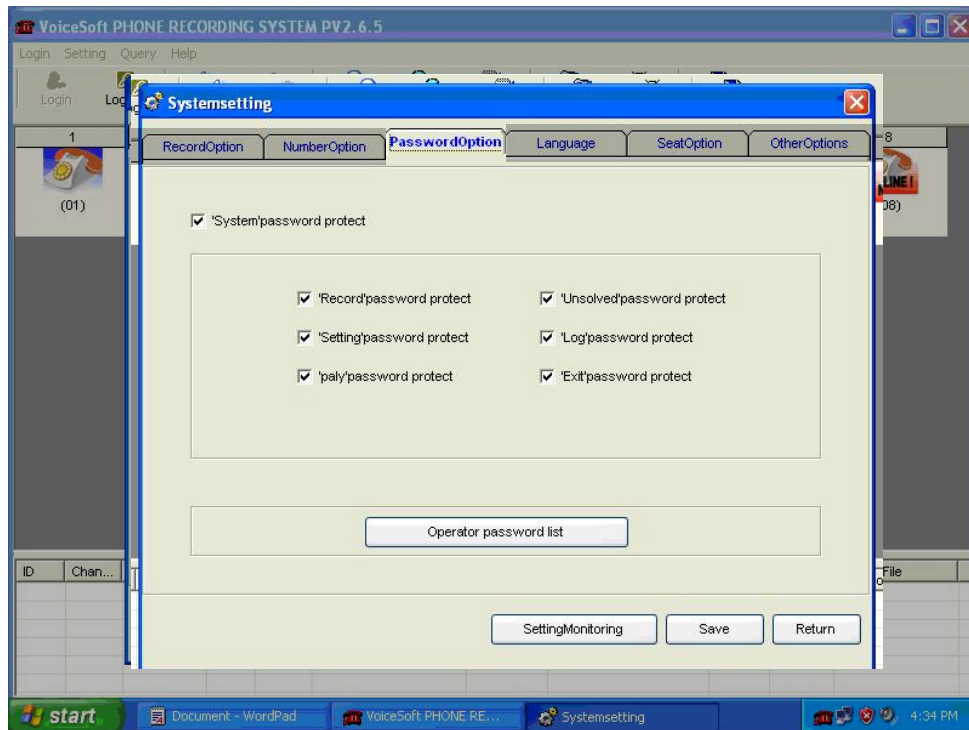 VoiceSoft PHONE RECORDING SYSTEM PV2.6.5
Login Setting Query Help
Login
Systemsetting
1
8
RecordOption NumberOption PasswordOption Language SeatOption OtherOptions
(01)
'System'password protect
'Record'password protect 'Unsolved'password protect
'Setting'password protect 'Log'password protect
'paly'password protect 'Exit'password protect
Operator password list
ID Chan... File
SettingMonitoring Save Return
start Document - WordPad VoiceSoft PHONE RE... Systemsetting 4:34 PM